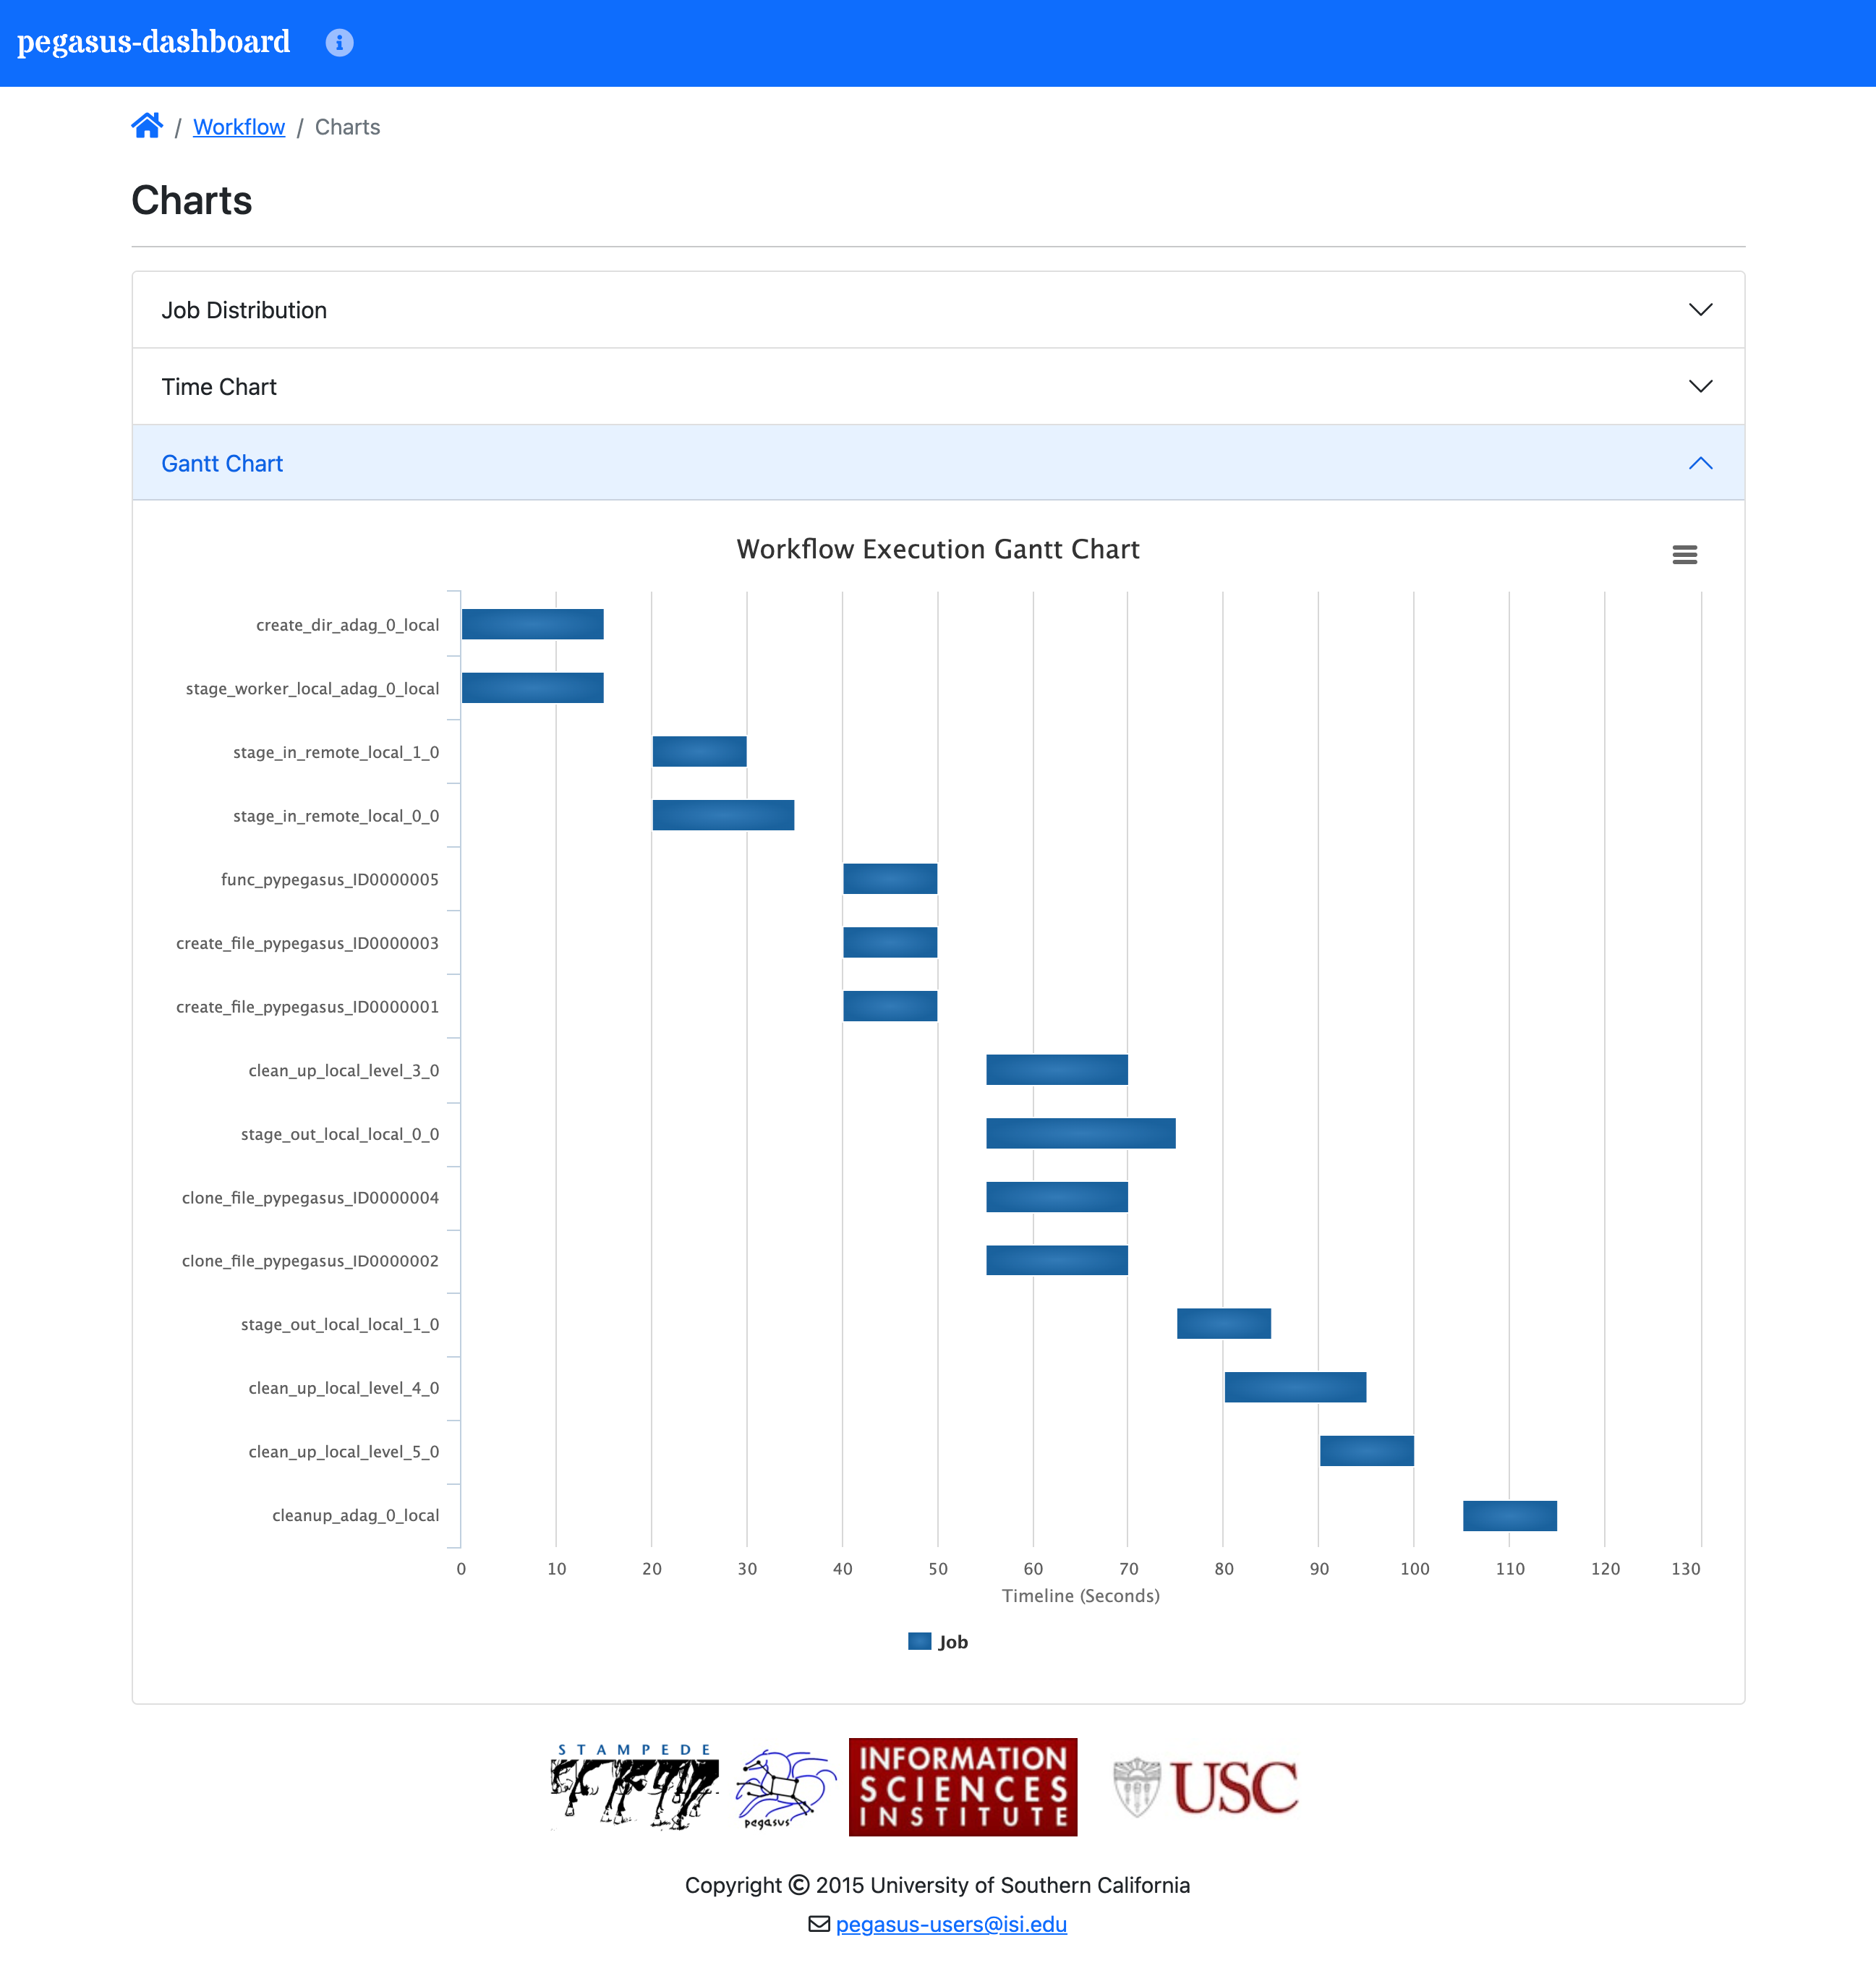 pegasus-dashboard
/ Workflow / Charts
Charts
Job Distribution
Time Chart
Gantt Chart
Workflow Execution Gantt Chart
create_dir_adag_0_local
stage_worker_local_adag_0_local
stage_in_remote_local_1_0
stage_in_remote_local_0_0
func_pypegasus_ID0000005
create_file_pypegasus_ID0000003
create_file_pypegasus_ID0000001
clean_up_local_level_3_0
stage_out_local_local_0_0
clone_file_pypegasus_ID0000004
clone_file_pypegasus_ID0000002
stage_out_local_local_1_0
clean_up_local_level_4_0
clean_up_local_level_5_0
cleanup_adag_0_local
0 10 20 30 40 50 60 70 80 90 100 110 120 130
Timeline (Seconds)
Job
STAMPEDE
pegasus
INFORMATION
SCIENCES
INSTITUTE
USC
Copyright © 2015 University of Southern California
pegasus-users@isi.edu